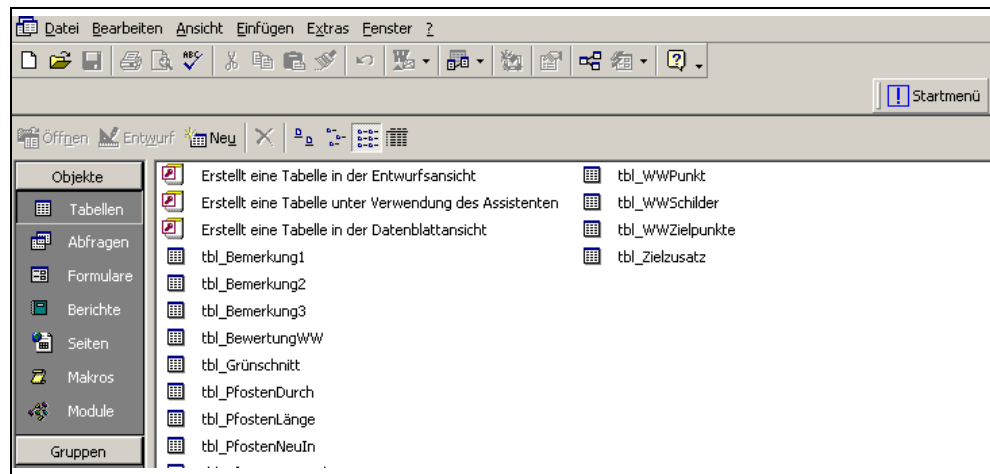 Datei Bearbeiten Ansicht Einfügen Extras Fenster ?
ABC
Startmenü
Öffnen Entwurf Neu
Objekte
Tabellen
Abfragen
Formulare
Berichte
Seiten
Makros
Module
Gruppen
Erstellt eine Tabelle in der Entwurfsansicht
Erstellt eine Tabelle unter Verwendung des Assistenten
Erstellt eine Tabelle in der Datenblattansicht
tbl_Bemerkung1
tbl_Bemerkung2
tbl_Bemerkung3
tbl_BewertungWW
tbl_Grünschnitt
tbl_PfostenDurch
tbl_PfostenLänge
tbl_PfostenNeuIn
tbl_WWPunkt
tbl_WWSchilder
tbl_WWZielpunkte
tbl_Zielzusatz